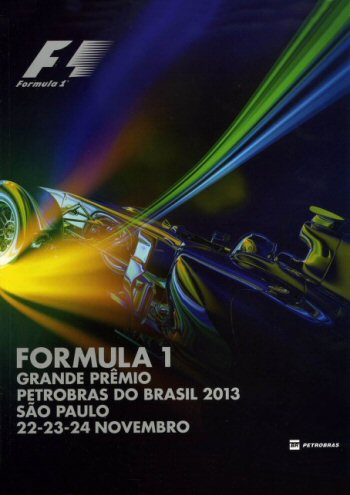 F1
Formula 1®
FORMULA 1
GRANDE PRÊMIO
PETROBRAS DO BRASIL 2013
SÃO PAULO
22-23-24 NOVEMBRO
BR PETROBRAS